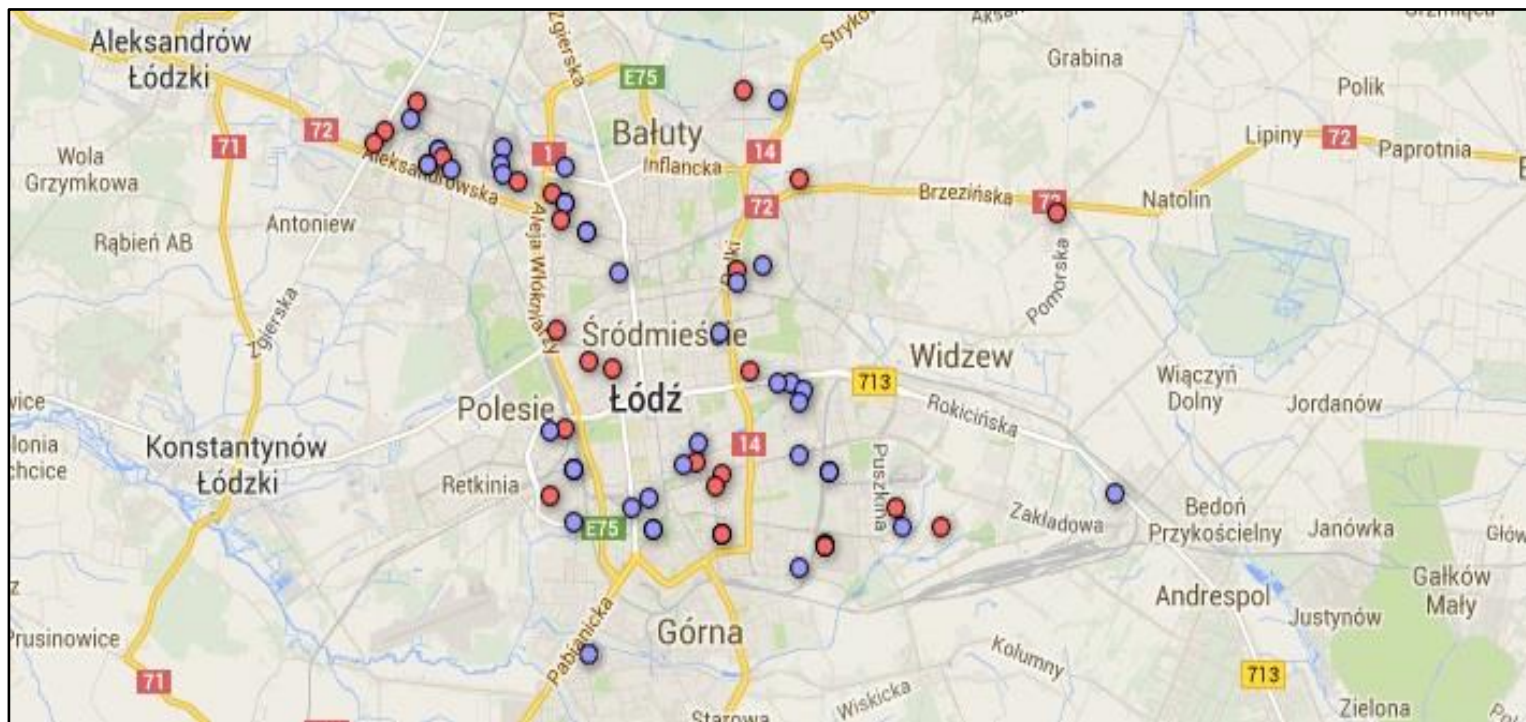 Aleksandrów
Łódzki
Zgierska
Grabina
Polik
E75
72
71
Wola
Grzymkowa
Bałuty
1
14
Lipiny
72
Paprotnia
Inflancka
Aleksandrowska
Brzezińska
Natolin
72
Antoniew
Rąbień AB
Aleja Włókniarzy
Pomorska
Zgierska
Śródmieście
Widzew
Wiączyń
Dolny
713
Łódź
Polesie
Rokicińska
Jordanów
Konstantynów
Łódzki
14
Retkinia
Puszkina
E75
Zakładowa
Bedoń
Przykościelny
Janówka
Gałków
Mały
Andrespol
Justynów
Prusinowice
Górna
Pabianicka
Kolumny
71
713
Wiskicka
Zielona